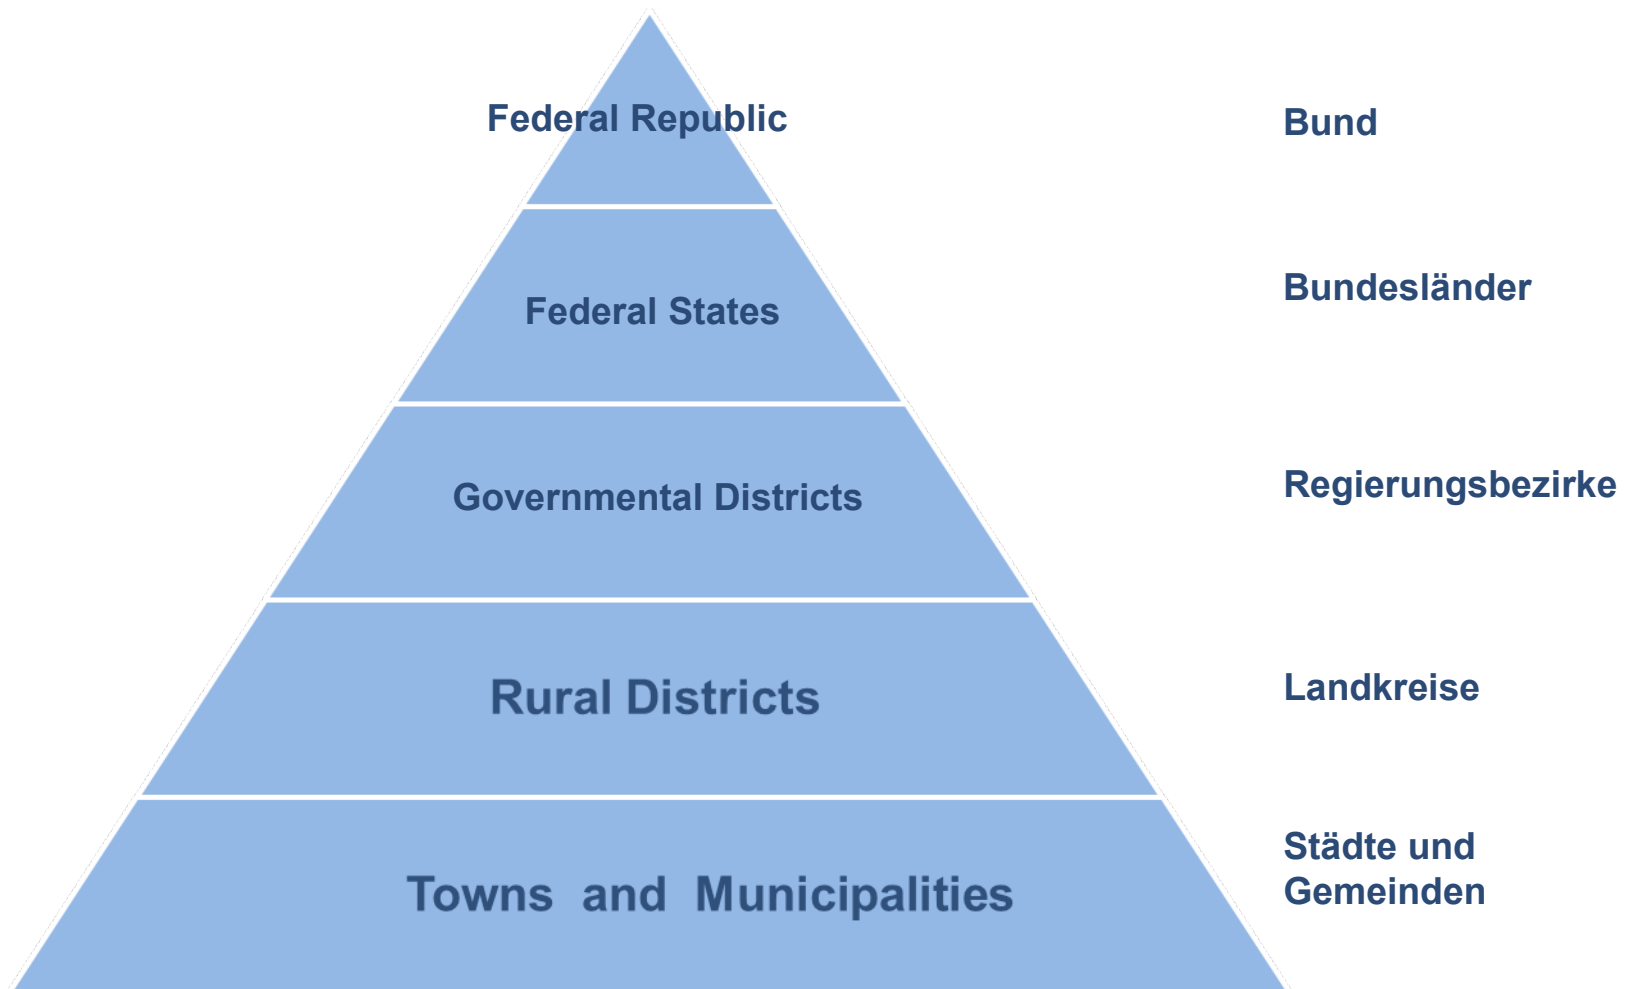 Federal Republic
Bund
Federal States
Bundesländer
Governmental Districts
Regierungsbezirke
Rural Districts
Landkreise
Towns and Municipalities
Städte und
Gemeinden